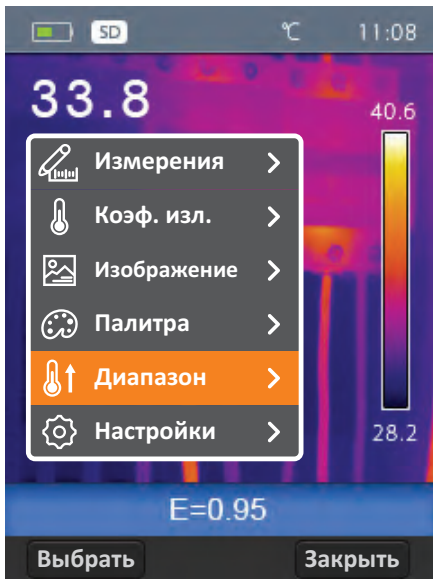 SD ℃ 11:08
33.8
40.6
Измерения
Коэф. изл.
Изображение
Палитра
Диапазон
Настройки
28.2
E=0.95
Выбрать Закрыть